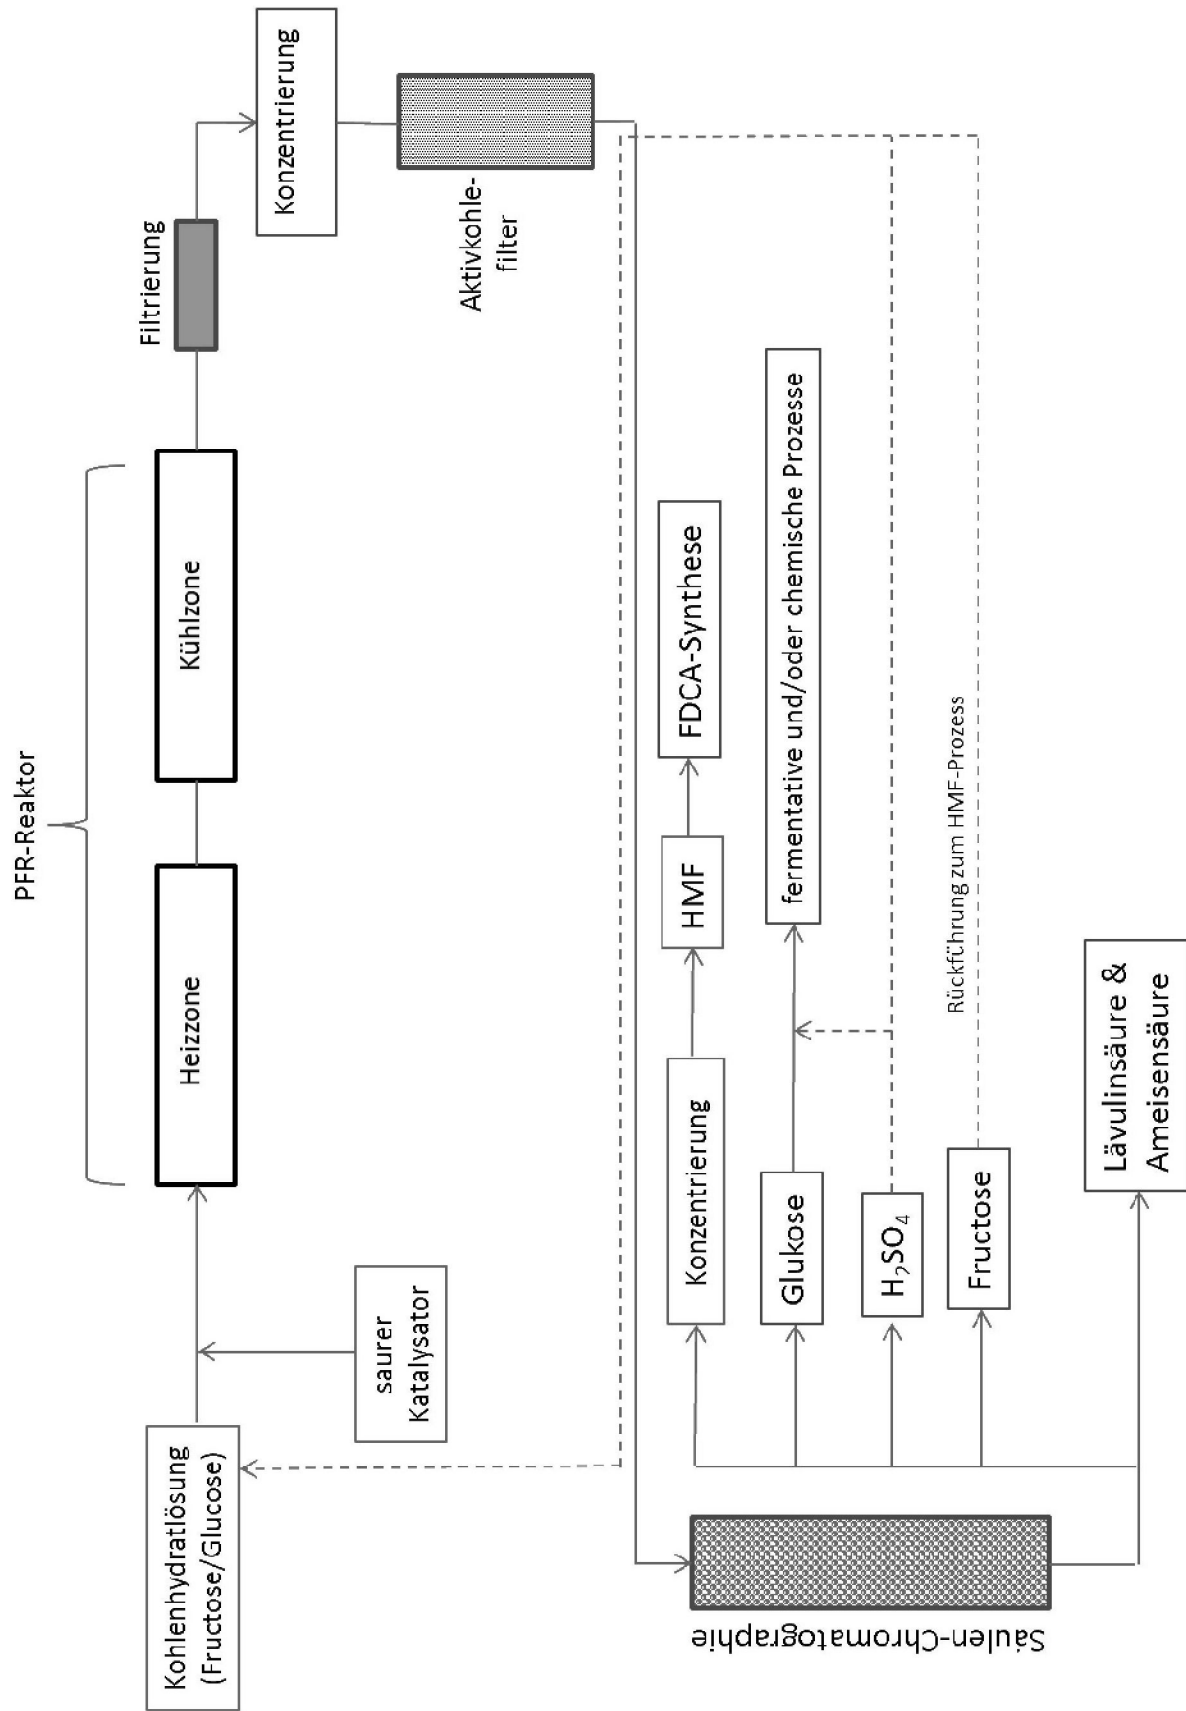 PFR-Reaktor
Kohlenhydratlösung
(Fructose/Glucose)
saurer
Katalysator
Heizzone
Kühlzone
Filtrierung
Konzentrierung
Aktivkohle-
filter
Säulen-Chromatographie
Konzentrierung
HMF
FDCA-Synthese
Glukose
fermentative und/oder chemische Prozesse
H₂SO₄
Fructose
Rückführung zum HMF-Prozess
Lävulinsäure &
Ameisensäure